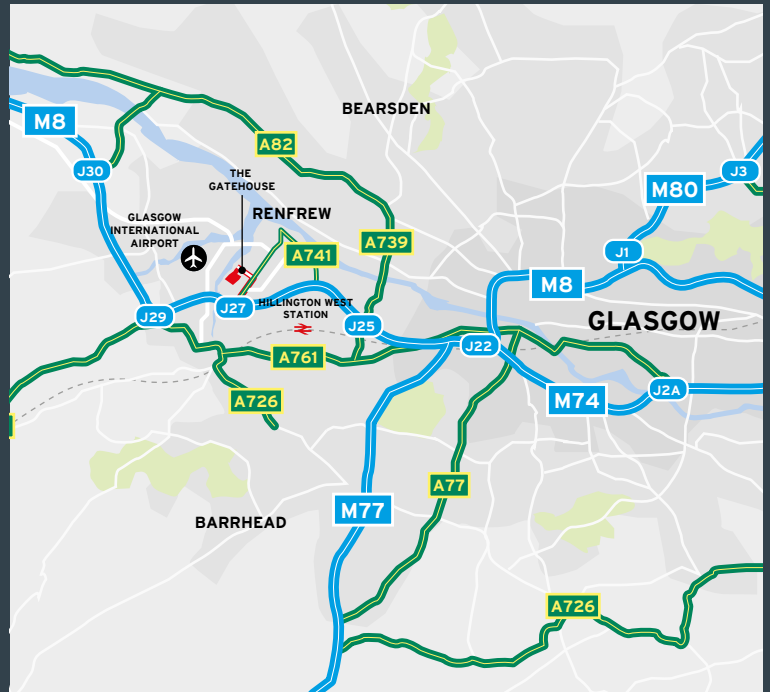 BEARSDEN
M8
A82
J30
J3
THE
GATEHOUSE
M80
RENFREW
GLASGOW
INTERNATIONAL
AIRPORT
A739
A741
J1
M8
HILLINGTON WEST
STATION
J27
J29
J25
GLASGOW
J22
A761
J2A
A726
M74
A77
M77
BARRHEAD
A726